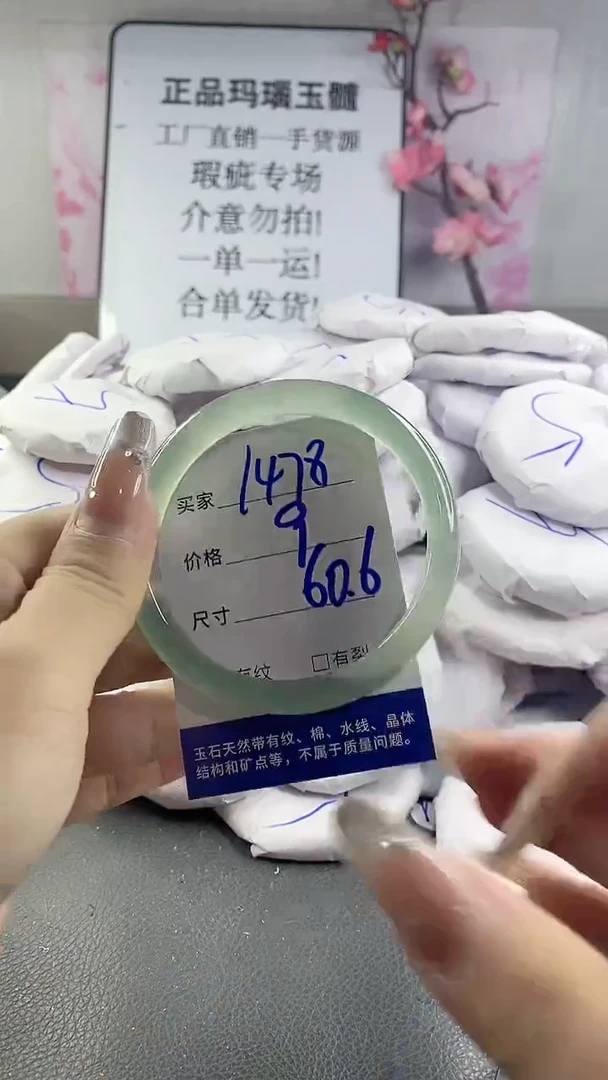 正品玛瑙玉髓
工厂直销一手货源
瑕疵专场
介意勿拍!
一单一运!
合单发货!
买家 1478
价格 9
尺寸 60.6
有纹 □有裂
玉石天然带有纹、棉、水线、晶体
结构和矿点等，不属于质量问题。